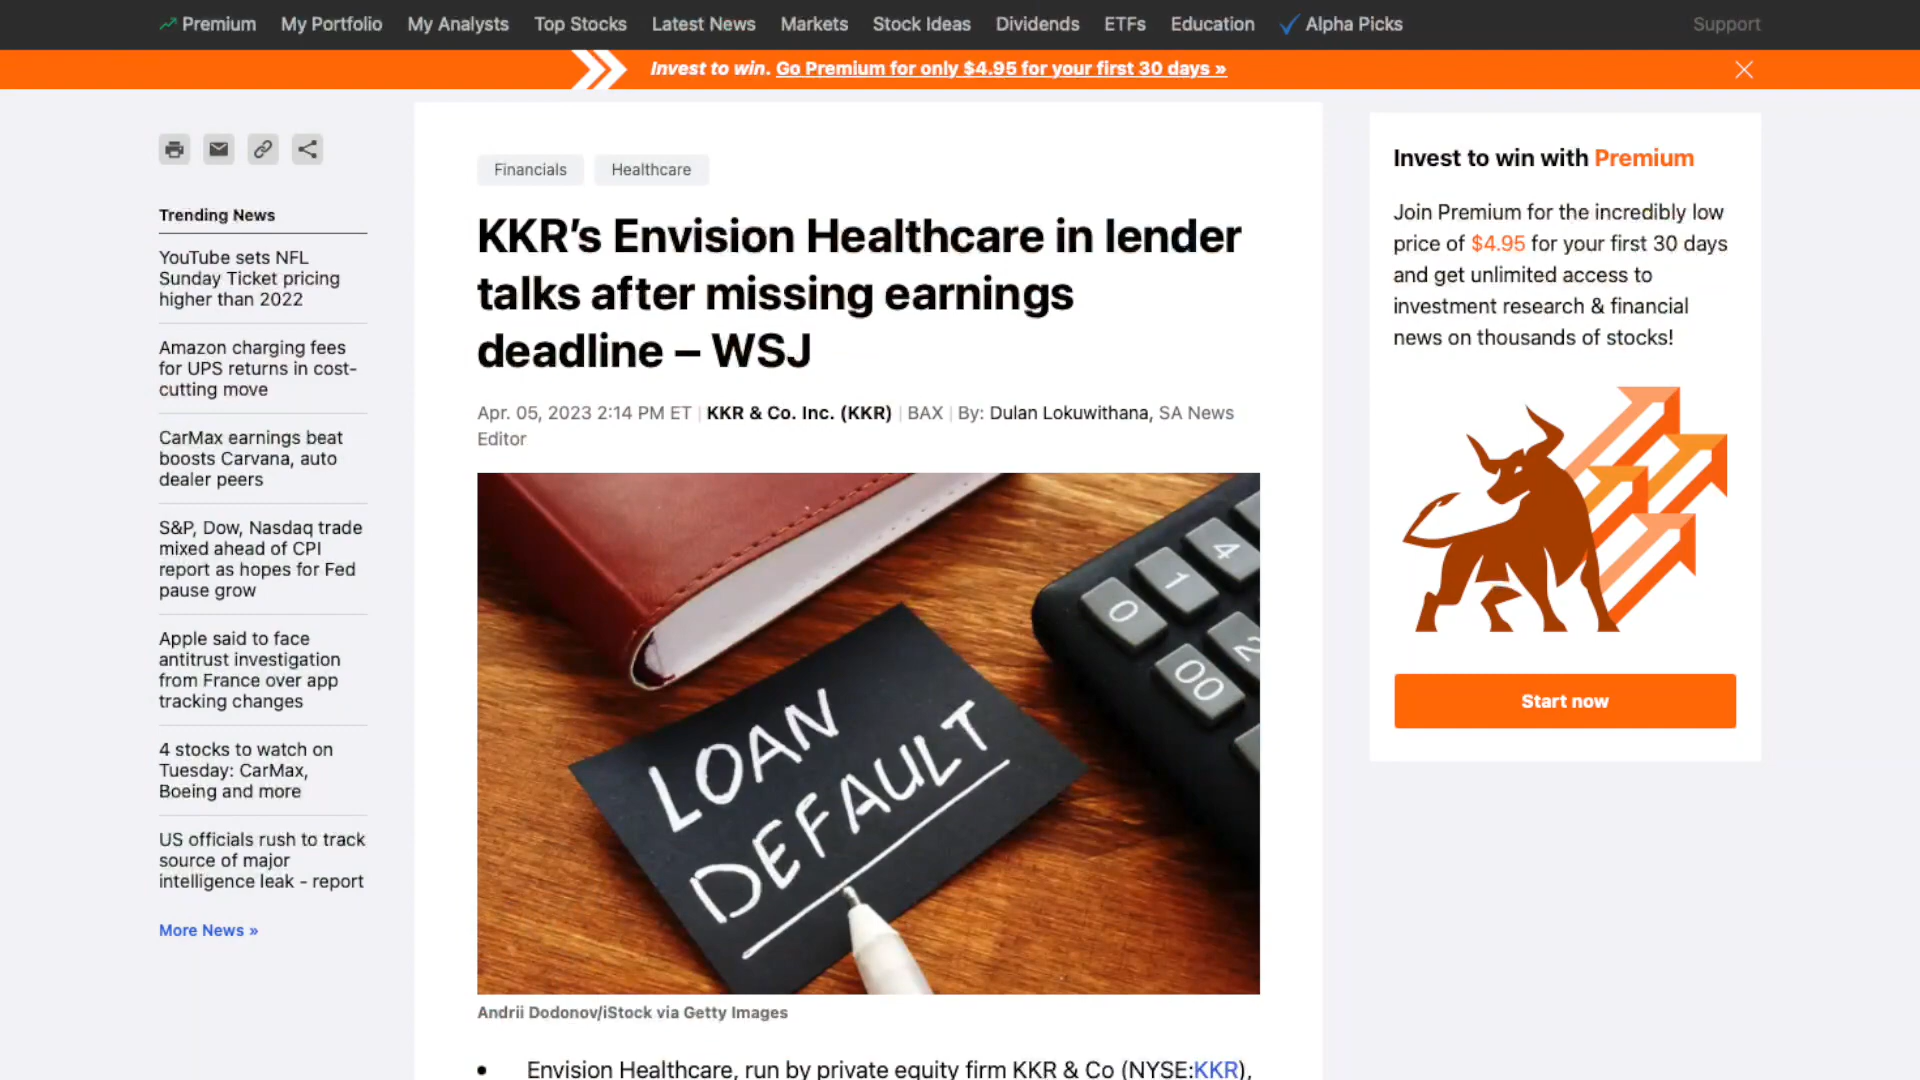 Premium My Portfolio My Analysts Top Stocks Latest News Markets Stock Ideas Dividends ETFs Education Alpha Picks Support
Invest to win. Go Premium for only $4.95 for your first 30 days »
Trending News
YouTube sets NFL
Sunday Ticket pricing
higher than 2022
Amazon charging fees
for UPS returns in cost-
cutting move
CarMax earnings beat
boosts Carvana, auto
dealer peers
S&P, Dow, Nasdaq trade
mixed ahead of CPI
report as hopes for Fed
pause grow
Apple said to face
antitrust investigation
from France over app
tracking changes
4 stocks to watch on
Tuesday: CarMax,
Boeing and more
US officials rush to track
source of major
intelligence leak - report
More News »
Financials Healthcare
KKR's Envision Healthcare in lender
talks after missing earnings
deadline – WSJ
Apr. 05, 2023 2:14 PM ET | KKR & Co. Inc. (KKR) | BAX | By: Dulan Lokuwithana, SA News
Editor
LOAN
DEFAULT
0 1 4
00 2
Andrii Dodonov/iStock via Getty Images
• Envision Healthcare, run by private equity firm KKR & Co (NYSE:KKR),
Invest to win with Premium
Join Premium for the incredibly low
price of $4.95 for your first 30 days
and get unlimited access to
investment research & financial
news on thousands of stocks!
Start now